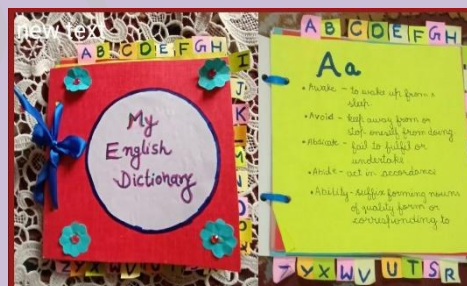 new text
A B C D E F G H
I
J
K
M
N
My
English
Dictionary
A B C D E F G H
Aa
• Awake - to wake up from a
sleep.
• Avoid - keep away from or
stop oneself from doing
fail to fulfil or
undertake
act in accordance
• Ability - suffix forming nouns
of quality form or
corresponding to
Z Y X W V U T S R